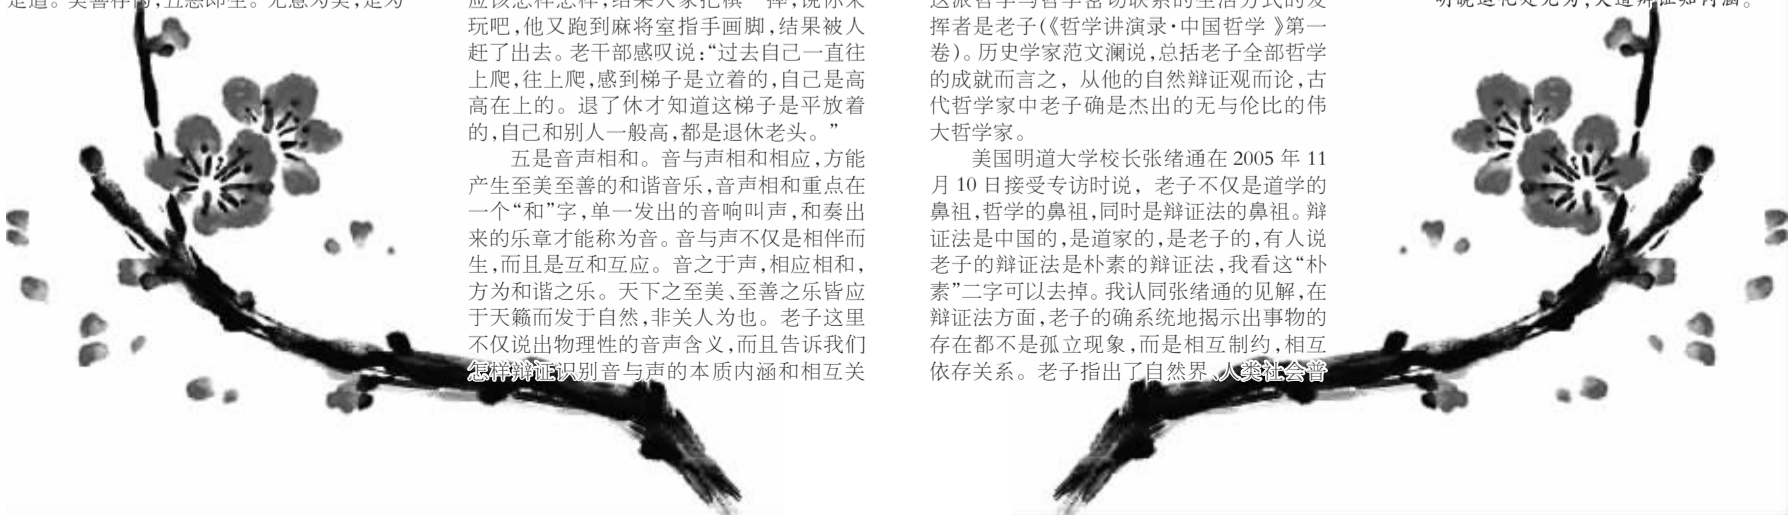 是道。美善存内,丑恶即生。无意为美,是为
应该怎样怎样,结果人家把棋一摔,说你来
玩吧,他又跑到麻将室指手画脚,结果被人
赶了出去。老干部感叹说:“过去自己一直往
上爬,往上爬,感到梯子是立着的,自己是高
高在上的。退了休才知道这梯子是平放着
的,自己和别人一般高,都是退休老头。”
五是音声相和。音与声相和相应,方能
产生至美至善的和谐音乐,音声相和重点在
一个“和”字,单一发出的音响叫声,和奏出
来的乐章才能称为音。音与声不仅是相伴而
生,而且是互和互应。音之于声,相应相和,
方为和谐之乐。天下之至美、至善之乐皆应
于天籁而发于自然,非关人为也。老子这里
不仅说出物理性的音声含义,而且告诉我们
怎样辩证识别音与声的本质内涵和相互关
这派哲学与哲学密切联系的生活方式的发
挥者是老子(《哲学讲演录·中国哲学》第一
卷)。历史学家范文澜说,总括老子全部哲学
的成就而言之,从他的自然辩证观而论,古
代哲学家中老子确是杰出的无与伦比的伟
大哲学家。
美国明道大学校长张绪通在 2005 年 11
月 10 日接受专访时说,老子不仅是道学的
鼻祖,哲学的鼻祖,同时是辩证法的鼻祖。辩
证法是中国的,是道家的,是老子的,有人说
老子的辩证法是朴素的辩证法,我看这“朴
素”二字可以去掉。我认同张绪通的见解,在
辩证法方面,老子的确系统地揭示出事物的
存在都不是孤立现象,而是相互制约,相互
依存关系。老子指出了自然界、人类社会普